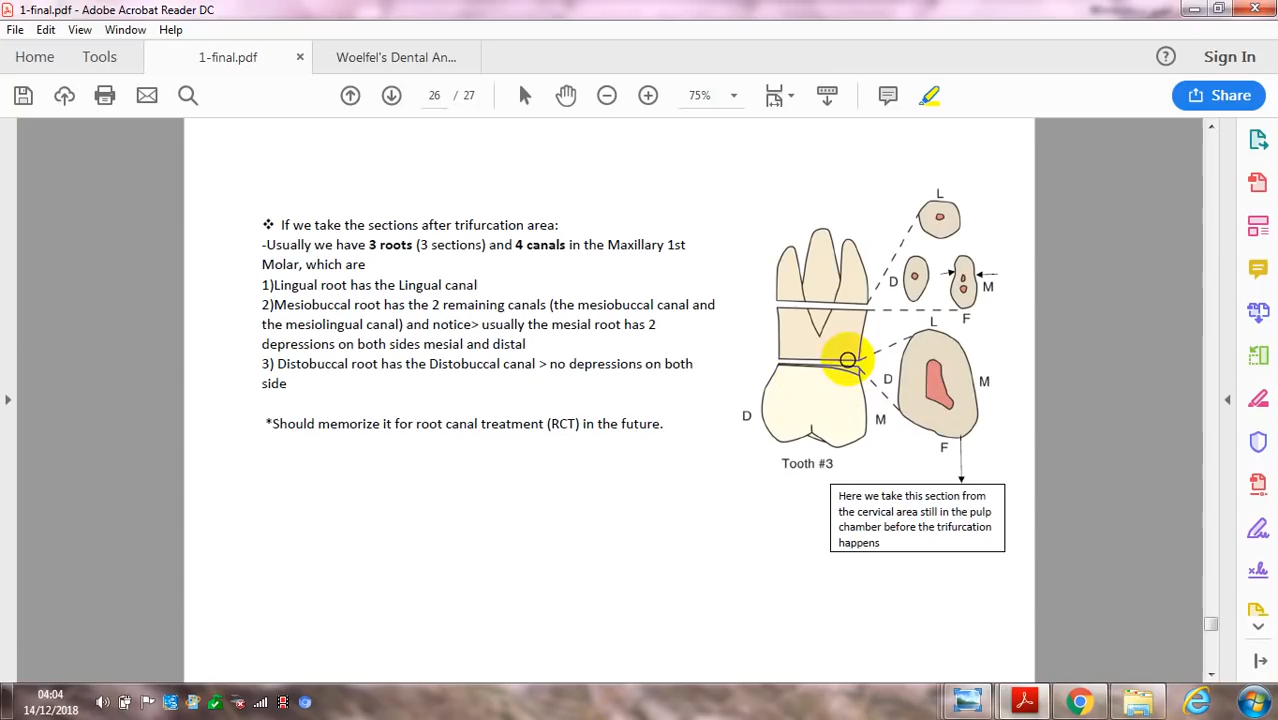 1-final.pdf - Adobe Acrobat Reader DC
File Edit View Window Help
Home Tools 1-final.pdf × Woelfel's Dental An... ? Sign In
26 / 27 75% Share
❖ If we take the sections after trifurcation area:
-Usually we have 3 roots (3 sections) and 4 canals in the Maxillary 1st
Molar, which are
1)Lingual root has the Lingual canal
2)Mesiobuccal root has the 2 remaining canals (the mesiobuccal canal and
the mesiolingual canal) and notice> usually the mesial root has 2
depressions on both sides mesial and distal
3) Distobuccal root has the Distobuccal canal > no depressions on both
side
*Should memorize it for root canal treatment (RCT) in the future.
L
D M
F
L
D M
F
D M
Tooth #3
Here we take this section from
the cervical area still in the pulp
chamber before the trifurcation
happens
04:04
14/12/2018